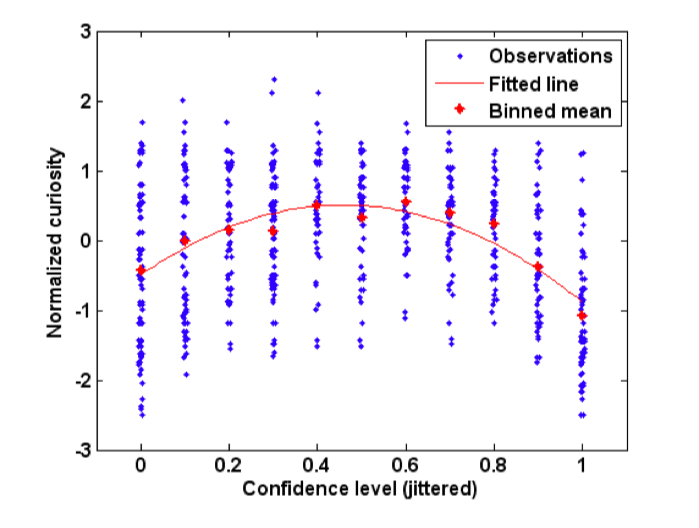 3
2
1
0
-1
-2
-3
Normalized curiosity
Observations
Fitted line
Binned mean
0 0.2 0.4 0.6 0.8 1
Confidence level (jittered)